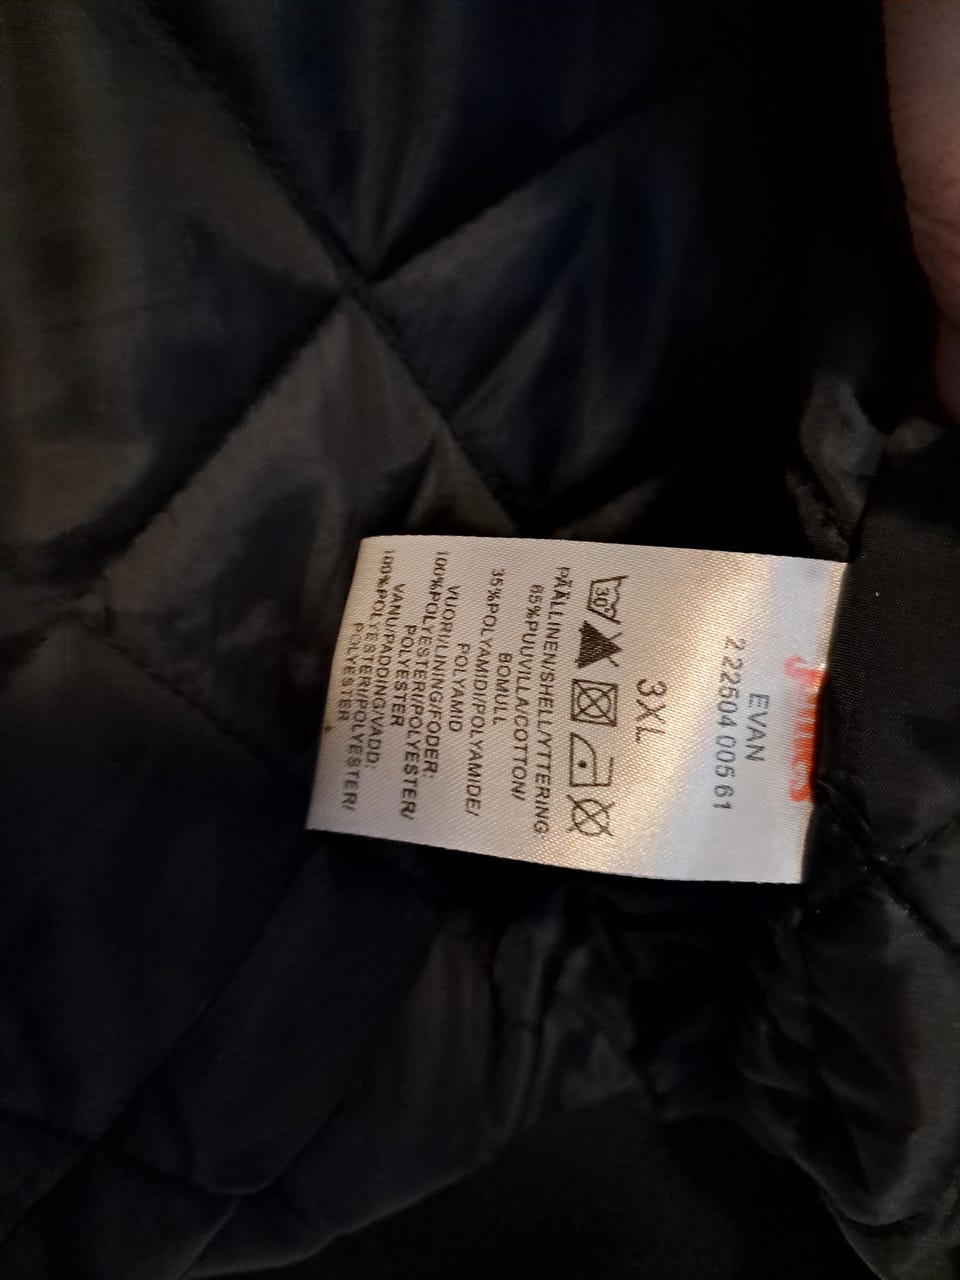 EVAN
2 22504 005 61
3XL
30
PÄÄLLINEN/SHELL/YTTERING:
65%PUUVILLA/COTTON/
BOMULL
35%POLYAMIDI/POLYAMIDE/
POLYAMID
VUORI/LINING/FODER:
100%POLYESTERI/POLYESTER/
POLYESTER
VANU/PADDING/VADD:
100%POLYESTERI/POLYESTER/
POLYESTER